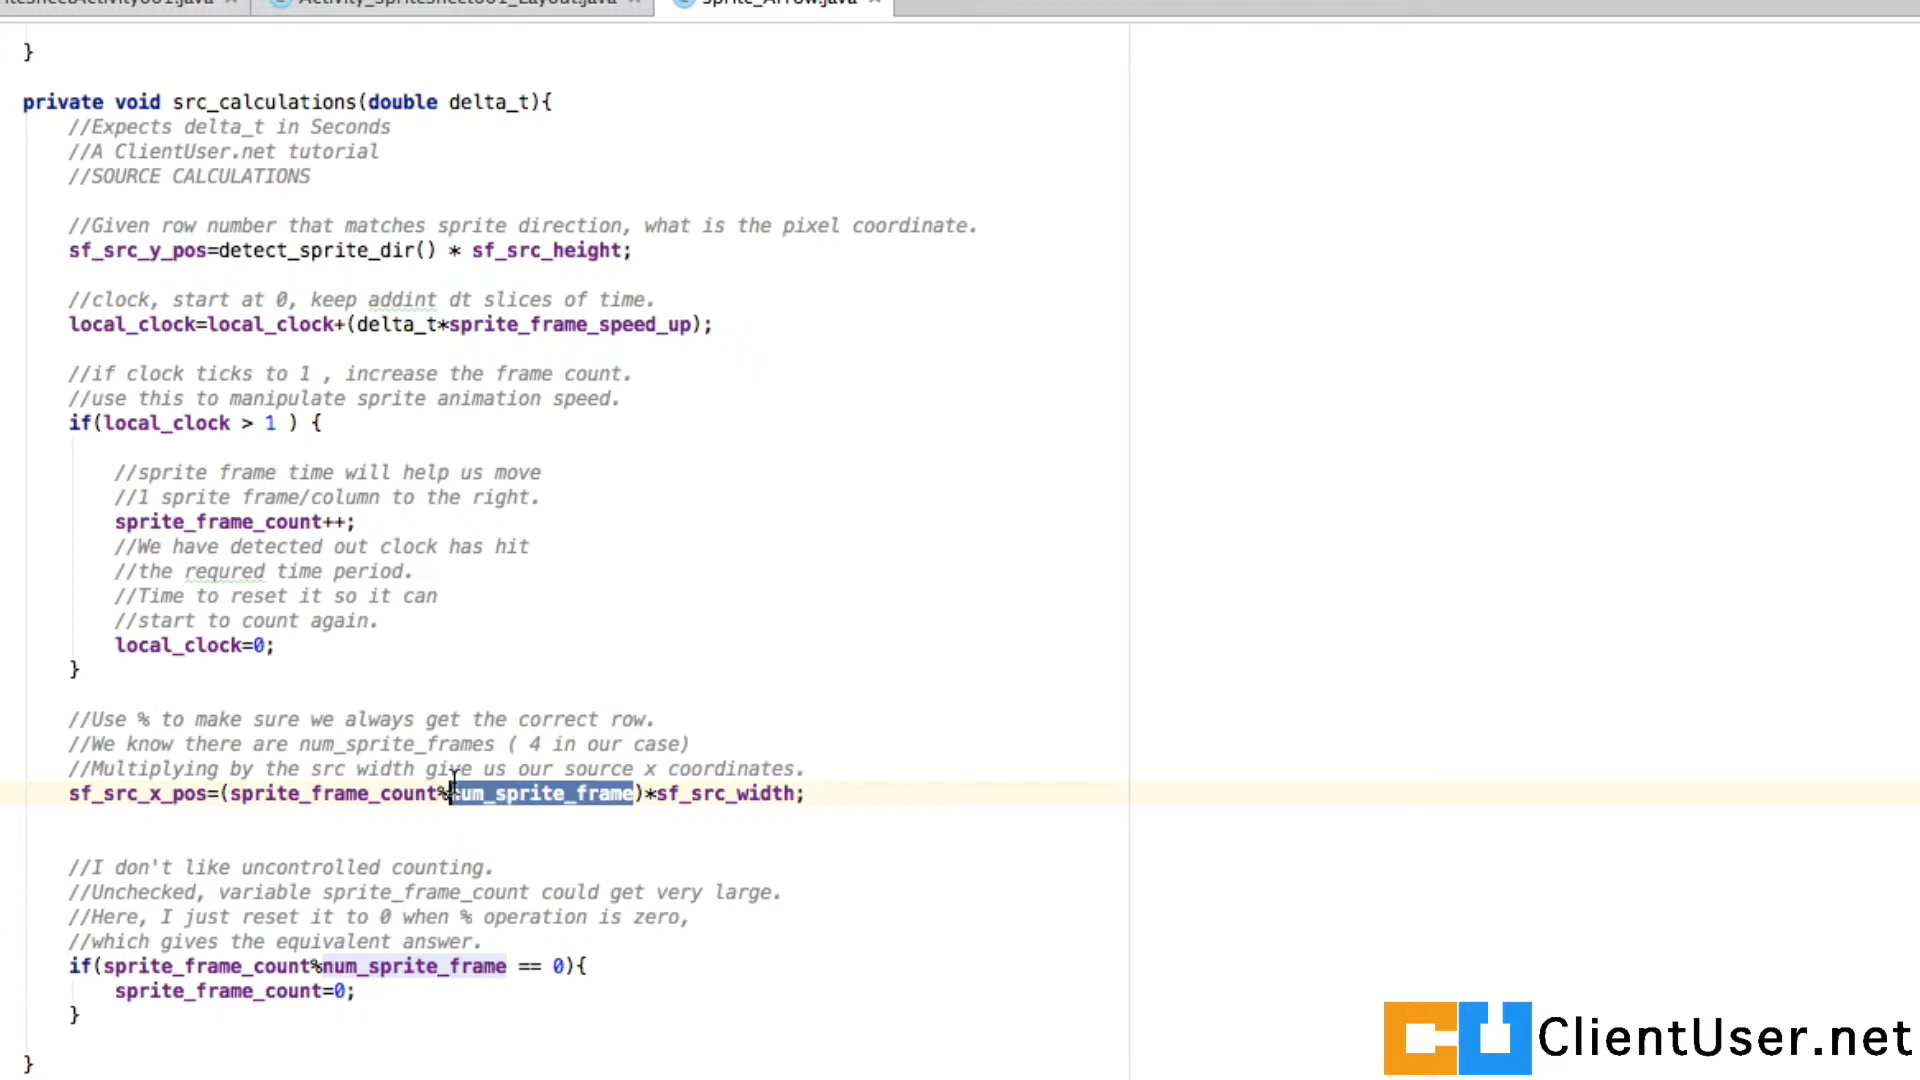 Activity_SpriteSheet001_Layout.java
Sprite_Arrow.java
}
private void src_calculations(double delta_t){
//Expects delta_t in Seconds
//A ClientUser.net tutorial
//SOURCE CALCULATIONS
//Given row number that matches sprite direction, what is the pixel coordinate.
sf_src_y_pos=detect_sprite_dir() * sf_src_height;
//clock, start at 0, keep addint dt slices of time.
local_clock=local_clock+(delta_t*sprite_frame_speed_up);
//if clock ticks to 1 , increase the frame count.
//use this to manipulate sprite animation speed.
if(local_clock > 1 ) {
//sprite frame time will help us move
//1 sprite frame/column to the right.
sprite_frame_count++;
//We have detected out clock has hit
//the requred time period.
//Time to reset it so it can
//start to count again.
local_clock=0;
}
//Use % to make sure we always get the correct row.
//We know there are num_sprite_frames ( 4 in our case)
//Multiplying by the src width give us our source x coordinates.
sf_src_x_pos=(sprite_frame_count%num_sprite_frame)*sf_src_width;
//I don't like uncontrolled counting.
//Unchecked, variable sprite_frame_count could get very large.
//Here, I just reset it to 0 when % operation is zero,
//which gives the equivalent answer.
if(sprite_frame_count%num_sprite_frame == 0){
sprite_frame_count=0;
}
}
CU ClientUser.net